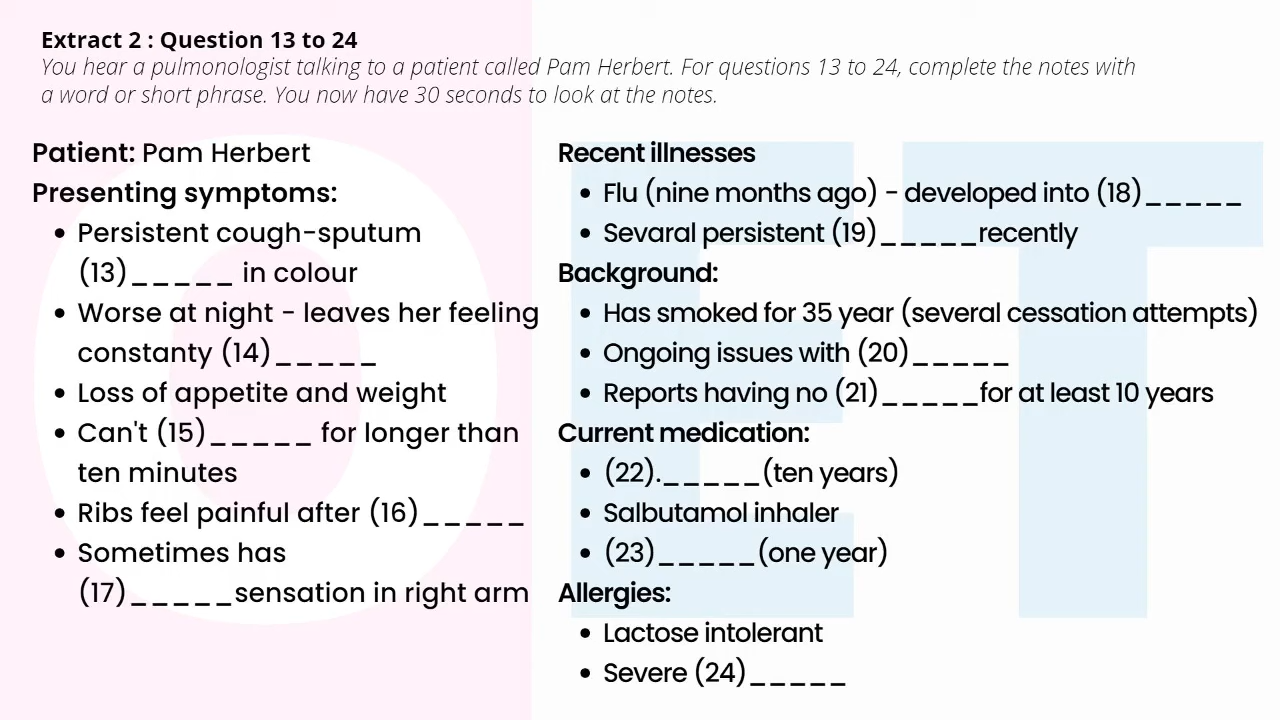 Extract 2 : Question 13 to 24
You hear a pulmonologist talking to a patient called Pam Herbert. For questions 13 to 24, complete the notes with
a word or short phrase. You now have 30 seconds to look at the notes.
Patient: Pam Herbert
Presenting symptoms:
• Persistent cough-sputum
(13)_____ in colour
• Worse at night - leaves her feeling
constanty (14)_____
• Loss of appetite and weight
• Can't (15)_____ for longer than
ten minutes
• Ribs feel painful after (16)_____
• Sometimes has
(17)_____sensation in right arm
Recent illnesses
• Flu (nine months ago) - developed into (18)_____
• Sevaral persistent (19)_____recently
Background:
• Has smoked for 35 year (several cessation attempts)
• Ongoing issues with (20)_____
• Reports having no (21)_____for at least 10 years
Current medication:
• (22)._____(ten years)
• Salbutamol inhaler
• (23)_____(one year)
Allergies:
• Lactose intolerant
• Severe (24)_____
OET